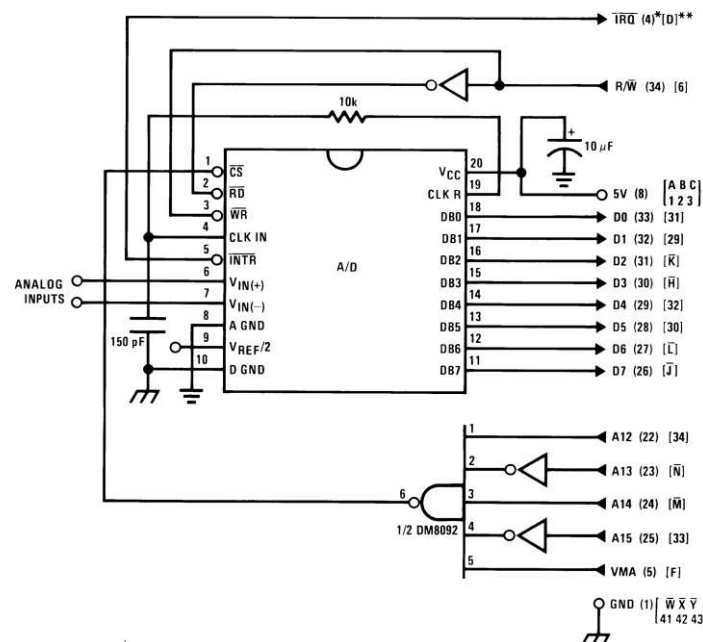 I̅R̅Q̅ (4)*[D]**
R/W̅ (34) [6]
10k
+
10 μF
1 C̅S̅
2 R̅D̅
3 W̅R̅
4 CLK IN
5 I̅N̅T̅R̅
6 VIN(+)
7 VIN(−)
8 A GND
9 VREF/2
10 D GND
A/D
ANALOG
INPUTS
150 pF
VCC 20
CLK R 19
DB0 18
DB1 17
DB2 16
DB3 15
DB4 14
DB5 13
DB6 12
DB7 11
5V (8) [A B C
1 2 3]
D0 (33) [31]
D1 (32) [29]
D2 (31) [K̅]
D3 (30) [H̅]
D4 (29) [32]
D5 (28) [30]
D6 (27) [L̅]
D7 (26) [J̅]
1 A12 (22) [34]
2 A13 (23) [N̅]
3 A14 (24) [M̅]
4 A15 (25) [33]
5 VMA (5) [F]
6
1/2 DM8092
GND (1) [W̅ X̅ Y̅
41 42 43